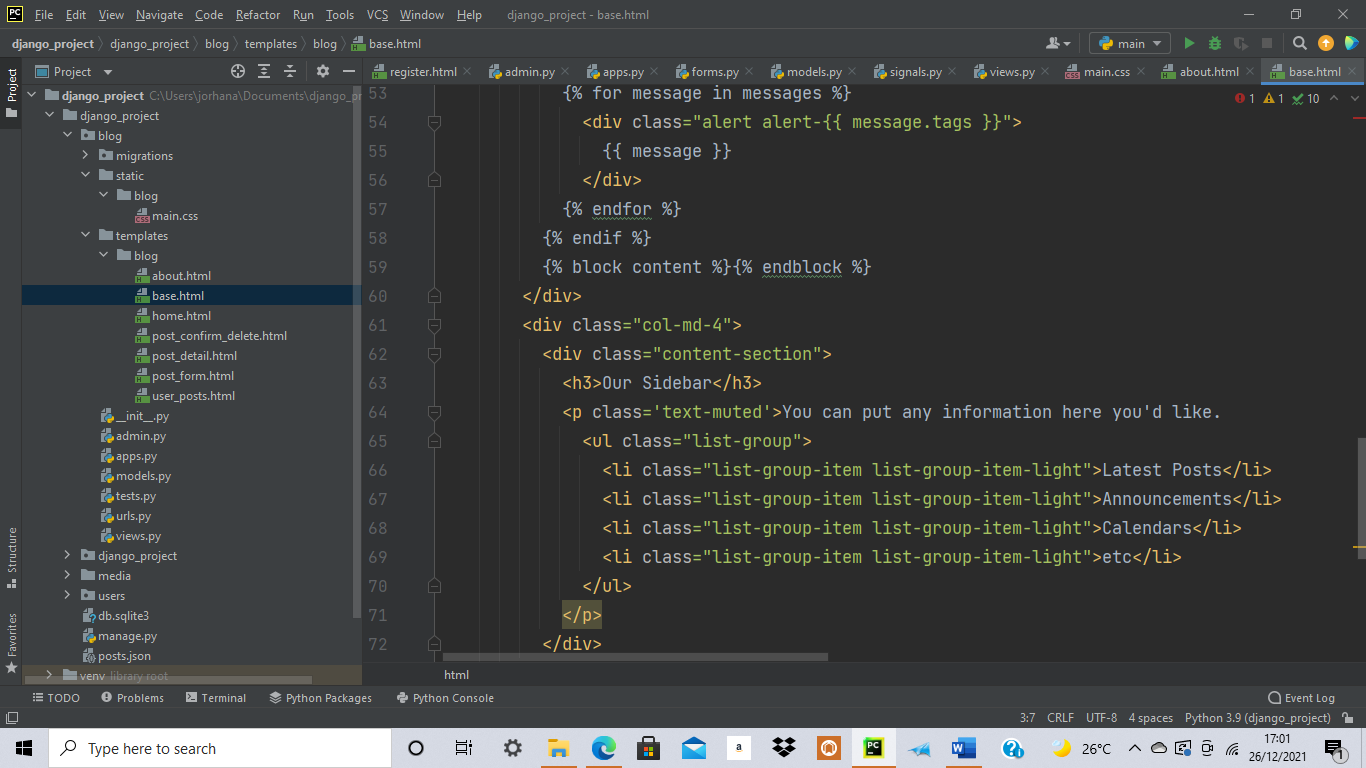 PC File Edit View Navigate Code Refactor Run Tools VCS Window Help django_project - base.html
django_project django_project blog templates blog base.html main
Project
register.html admin.py apps.py forms.py models.py signals.py views.py main.css about.html base.html
Project
django_project C:\Users\jorhana\Documents\django_pr
django_project
blog
migrations
static
blog
main.css
templates
blog
about.html
base.html
home.html
post_confirm_delete.html
post_detail.html
post_form.html
user_posts.html
__init__.py
admin.py
apps.py
models.py
tests.py
urls.py
views.py
django_project
media
users
db.sqlite3
manage.py
posts.json
venv library root
Structure
Favorites
1 1 10
53 {% for message in messages %}
54 <div class="alert alert-{{ message.tags }}">
55 {{ message }}
56 </div>
57 {% endfor %}
58 {% endif %}
59 {% block content %}{% endblock %}
60 </div>
61 <div class="col-md-4">
62 <div class="content-section">
63 <h3>Our Sidebar</h3>
64 <p class='text-muted'>You can put any information here you'd like.
65 <ul class="list-group">
66 <li class="list-group-item list-group-item-light">Latest Posts</li>
67 <li class="list-group-item list-group-item-light">Announcements</li>
68 <li class="list-group-item list-group-item-light">Calendars</li>
69 <li class="list-group-item list-group-item-light">etc</li>
70 </ul>
71 </p>
72 </div>
html
TODO Problems Terminal Python Packages Python Console Event Log
3:7 CRLF UTF-8 4 spaces Python 3.9 (django_project)
Type here to search a PC W 26°C 17:01
26/12/2021 1